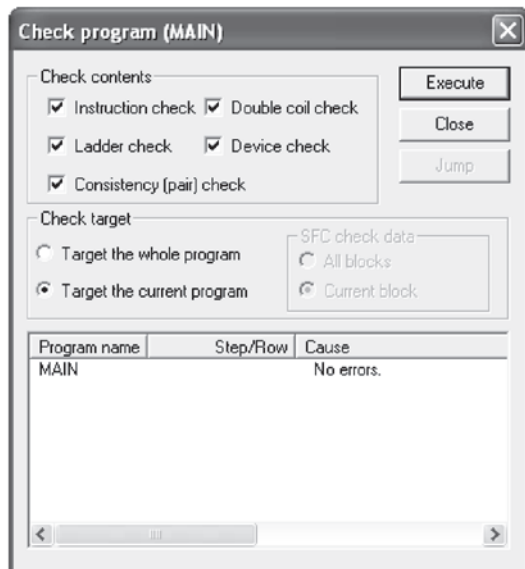 Check program (MAIN)
Check contents
Instruction check Double coil check
Ladder check Device check
Consistency (pair) check
Execute
Close
Jump
Check target
Target the whole program
Target the current program
SFC check data
All blocks
Current block
Program name Step/Row Cause
MAIN No errors.